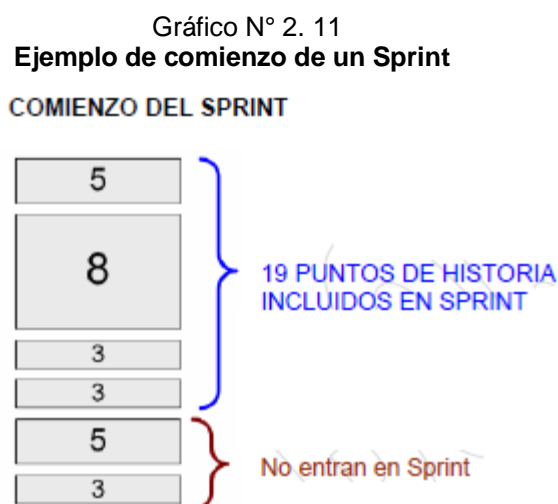 Gráfico N° 2. 11
Ejemplo de comienzo de un Sprint
COMIENZO DEL SPRINT
5
8
3
3
19 PUNTOS DE HISTORIA
INCLUIDOS EN SPRINT
5
3
No entran en Sprint